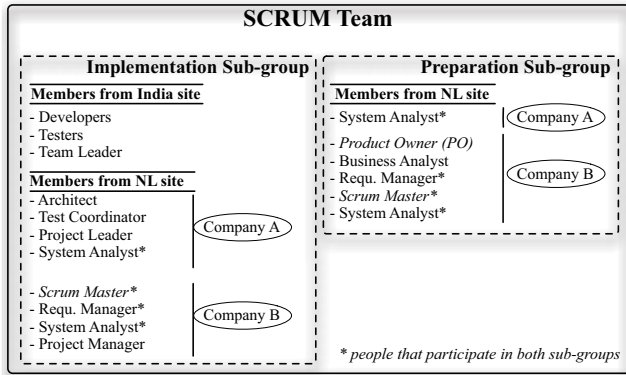 SCRUM Team
Implementation Sub-group
Members from India site
- Developers
- Testers
- Team Leader
Members from NL site
- Architect
- Test Coordinator
- Project Leader
- System Analyst*
Company A
- Scrum Master*
- Requ. Manager*
- System Analyst*
- Project Manager
Company B
Preparation Sub-group
Members from NL site
- System Analyst*
Company A
- Product Owner (PO)
- Business Analyst
- Requ. Manager*
- Scrum Master*
- System Analyst*
Company B
* people that participate in both sub-groups